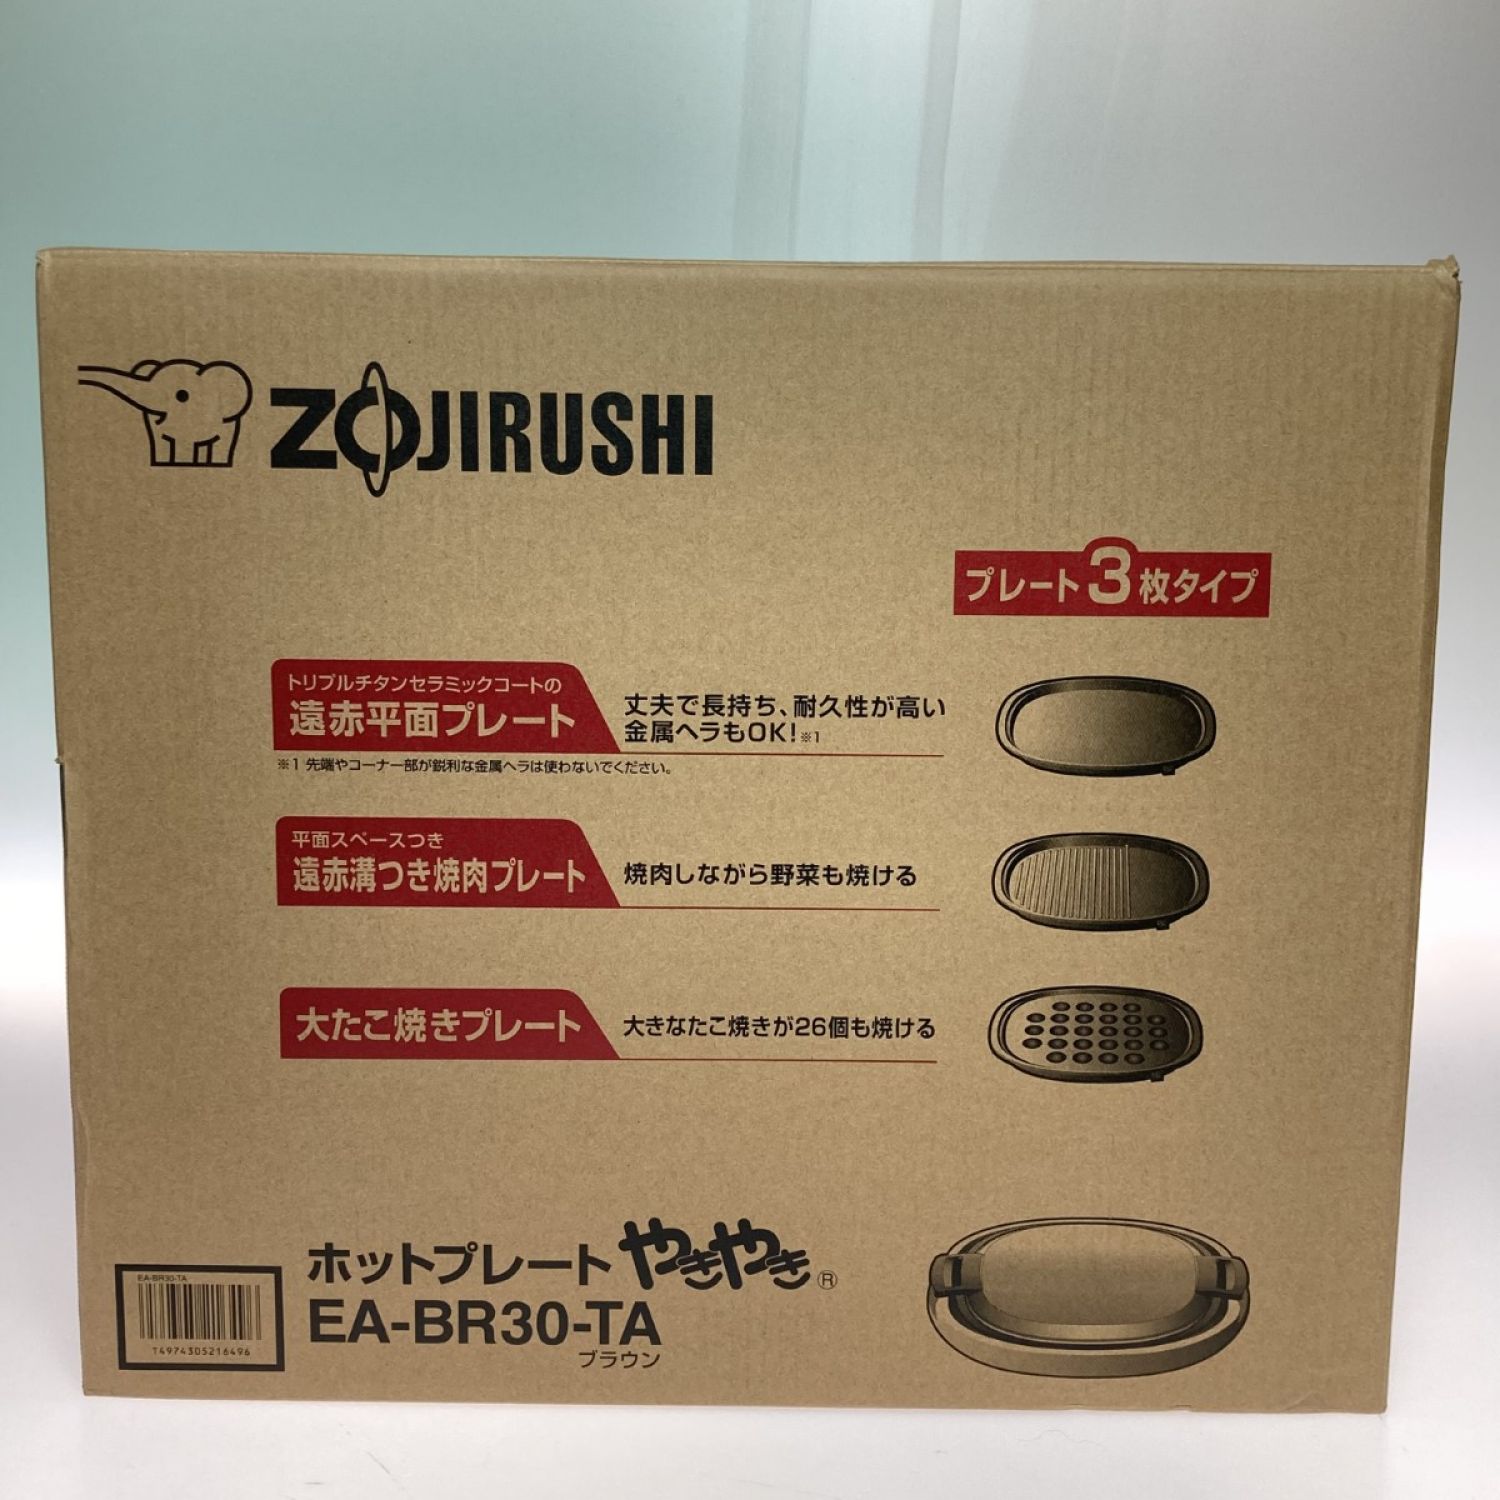 ZOJIRUSHI
プレート3枚タイプ
トリプルチタンセラミックコートの
遠赤平面プレート
丈夫で長持ち、耐久性が高い
金属ヘラもOK!※1
※1 先端やコーナー部が鋭利な金属ヘラは使わないでください。
平面スペースつき
遠赤溝つき焼肉プレート
焼肉しながら野菜も焼ける
大たこ焼きプレート
大きなたこ焼きが26個も焼ける
ホットプレート やきやき®
EA-BR30-TA
ブラウン
EA-BR30-TA
T4974305216496